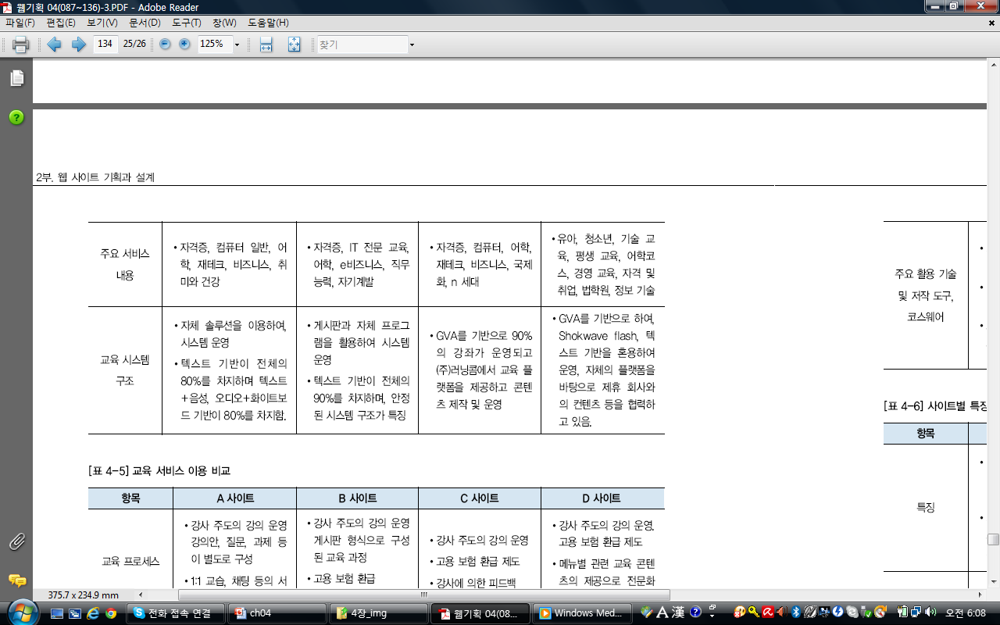 웹기획 04(087~136)-3.PDF - Adobe Reader
파일(F) 편집(E) 보기(V) 문서(D) 도구(T) 창(W) 도움말(H)
134 25/26 125% 찾기
2부. 웹 사이트 기획과 설계
주요 서비스
내용
• 자격증, 컴퓨터 일반, 어
학, 재테크, 비즈니스, 취
미와 건강
• 자격증, IT 전문 교육,
어학, e비즈니스, 직무
능력, 자기계발
• 자격증, 컴퓨터, 어학,
재테크, 비즈니스, 국제
화, n 세대
• 유아, 청소년, 기술 교
육, 평생 교육, 어학코
스, 경영 교육, 자격 및
취업, 법학원, 정보 기술
교육 시스템
구조
• 자체 솔루션을 이용하여,
시스템 운영
• 텍스트 기반이 전체의
80%를 차지하며 텍스트
+음성, 오디오+화이트보
드 기반이 80%를 차지함.
• 게시판과 자체 프로그
램을 활용하여 시스템
운영
• 텍스트 기반이 전체의
90%를 차지하며, 안정
된 시스템 구조가 특징
• GVA를 기반으로 90%
의 강좌가 운영되고
(주)러닝콤에서 교육 플
랫폼을 제공하고 콘텐
츠 제작 및 운영
• GVA를 기반으로 하여,
Shokwave flash, 텍
스트 기반을 혼용하여
운영, 자체의 플랫폼을
바탕으로 제휴 회사와
의 컨텐츠 등을 협력하
고 있음.
[표 4-5] 교육 서비스 이용 비교
항목 A 사이트 B 사이트 C 사이트 D 사이트
교육 프로세스
• 강사 주도의 강의 운영
강의안, 질문, 과제 등
이 별도로 구성
• 1:1 교습, 채팅 등의 서
• 강사 주도의 강의 운영
게시판 형식으로 구성
된 교육 과정
• 고용 보험 환급
• 강사 주도의 강의 운영
• 고용 보험 환급 제도
• 강사에 의한 피드백
• 강사 주도의 강의 운영.
고용 보험 환급 제도
• 메뉴별 관련 교육 콘텐
츠의 제공으로 전문화
주요 활용 기술
및 저작 도구,
코스웨어
[표 4-6] 사이트별 특징
항목
특징
375.7 x 234.9 mm
전화 접속 연결 ch04 4장_img 웹기획 04(08... Windows Med... A 漢 오전 6:08